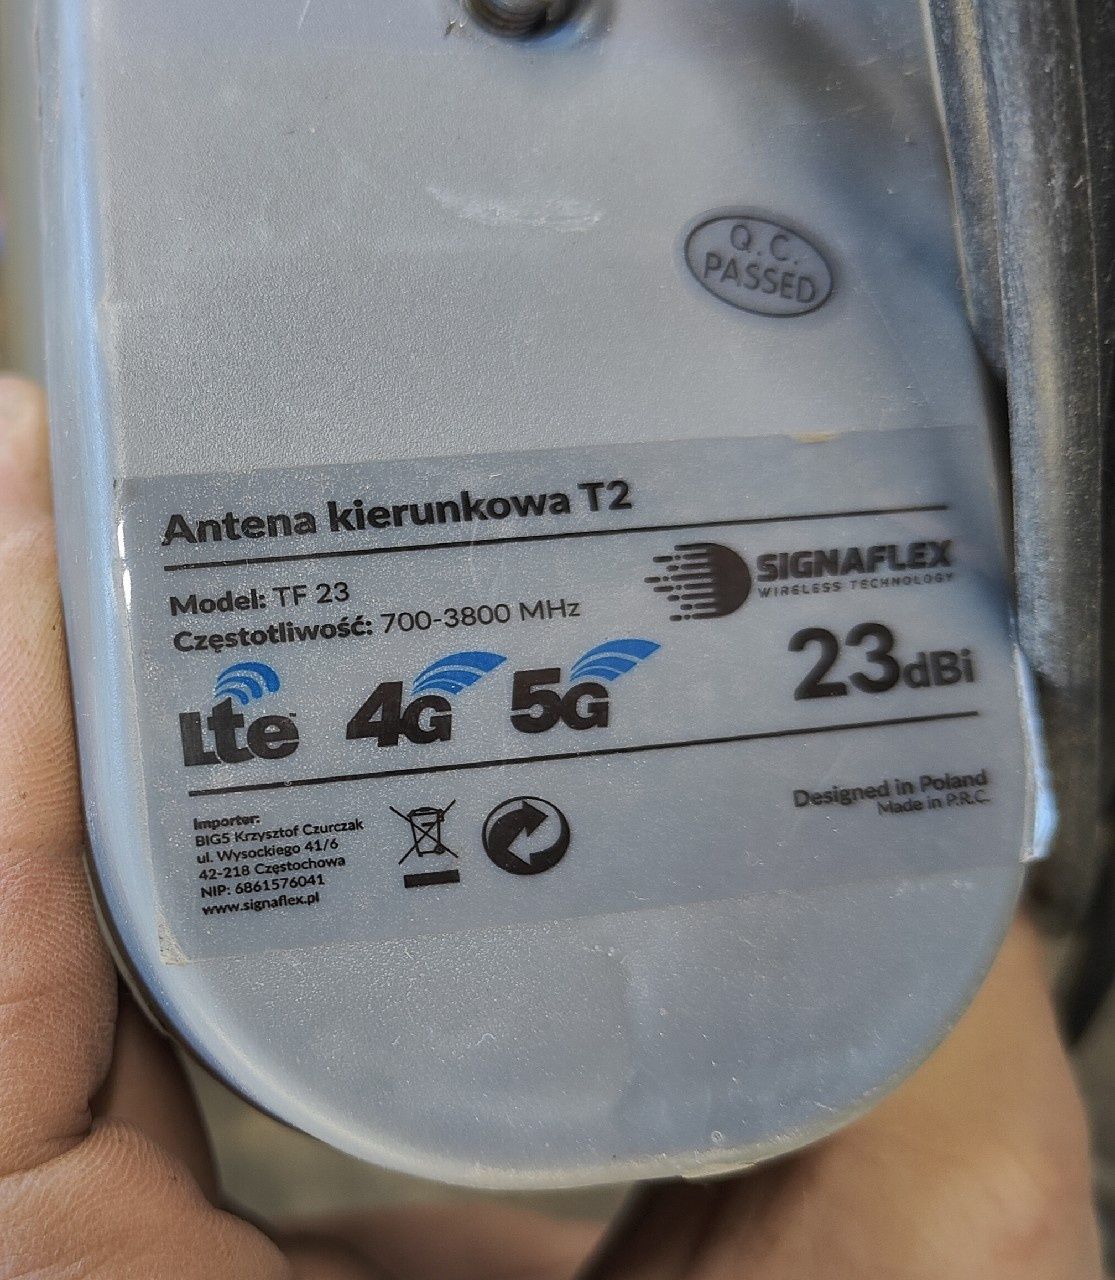 Q.C.
PASSED
Antena kierunkowa T2
Model: TF 23
Częstotliwość: 700-3800 MHz
SIGNAFLEX
WIRELESS TECHNOLOGY
Lte 4G 5G
23dBi
Importer:
BIG5 Krzysztof Czurczak
ul. Wysockiego 41/6
42-218 Częstochowa
NIP: 6861576041
www.signaflex.pl
Designed in Poland
Made in P.R.C.